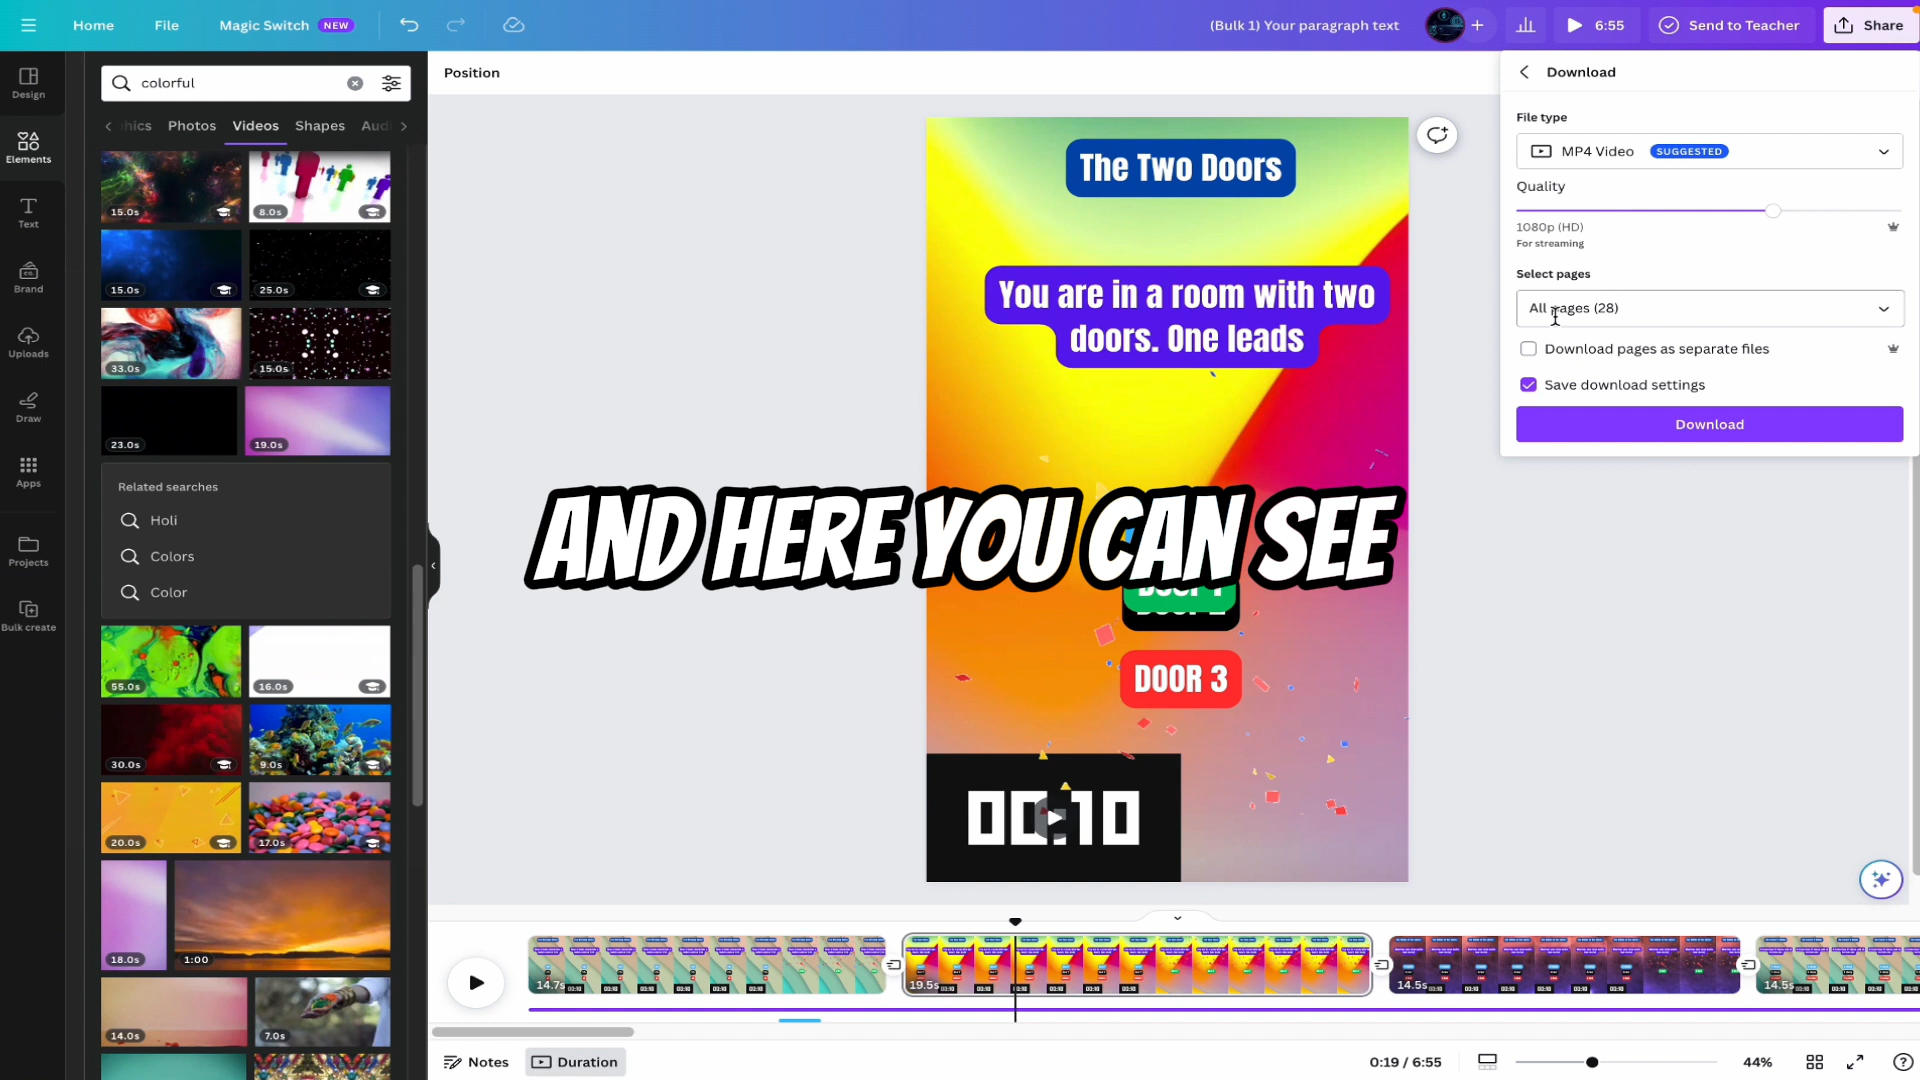 Home
File
Magic Switch NEW
(Bulk 1) Your paragraph text
6:55
Send to Teacher
Share
Design
Elements
Text
Brand
Uploads
Draw
Apps
Projects
Bulk create
colorful
Photos
Videos
Shapes
15.0s
8.0s
15.0s
25.0s
33.0s
15.0s
23.0s
19.0s
Related searches
Holi
Colors
Color
55.0s
16.0s
30.0s
9.0s
20.0s
17.0s
18.0s
1:00
14.0s
7.0s
Position
The Two Doors
You are in a room with two
doors. One leads
AND HERE YOU CAN SEE
DOOR 3
00:10
Download
File type
MP4 Video SUGGESTED
Quality
1080p (HD)
For streaming
Select pages
All pages (28)
Download pages as separate files
Save download settings
Download
14.7s
19.5s
14.5s
14.5s
Notes
Duration
0:19 / 6:55
44%